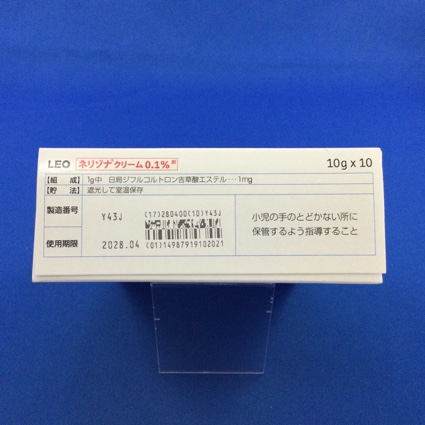 LEO ネリゾナ®クリーム0.1% 10g x 10
【組 成】 1g中 日局ジフルコルトロン吉草酸エステル･･･1mg
【貯 法】 遮光して室温保存
製造番号 Y43J (17)280400(10)Y43J
小児の手のとどかない所に
保管するよう指導すること
使用期限 2028.04 (01)14987919102021